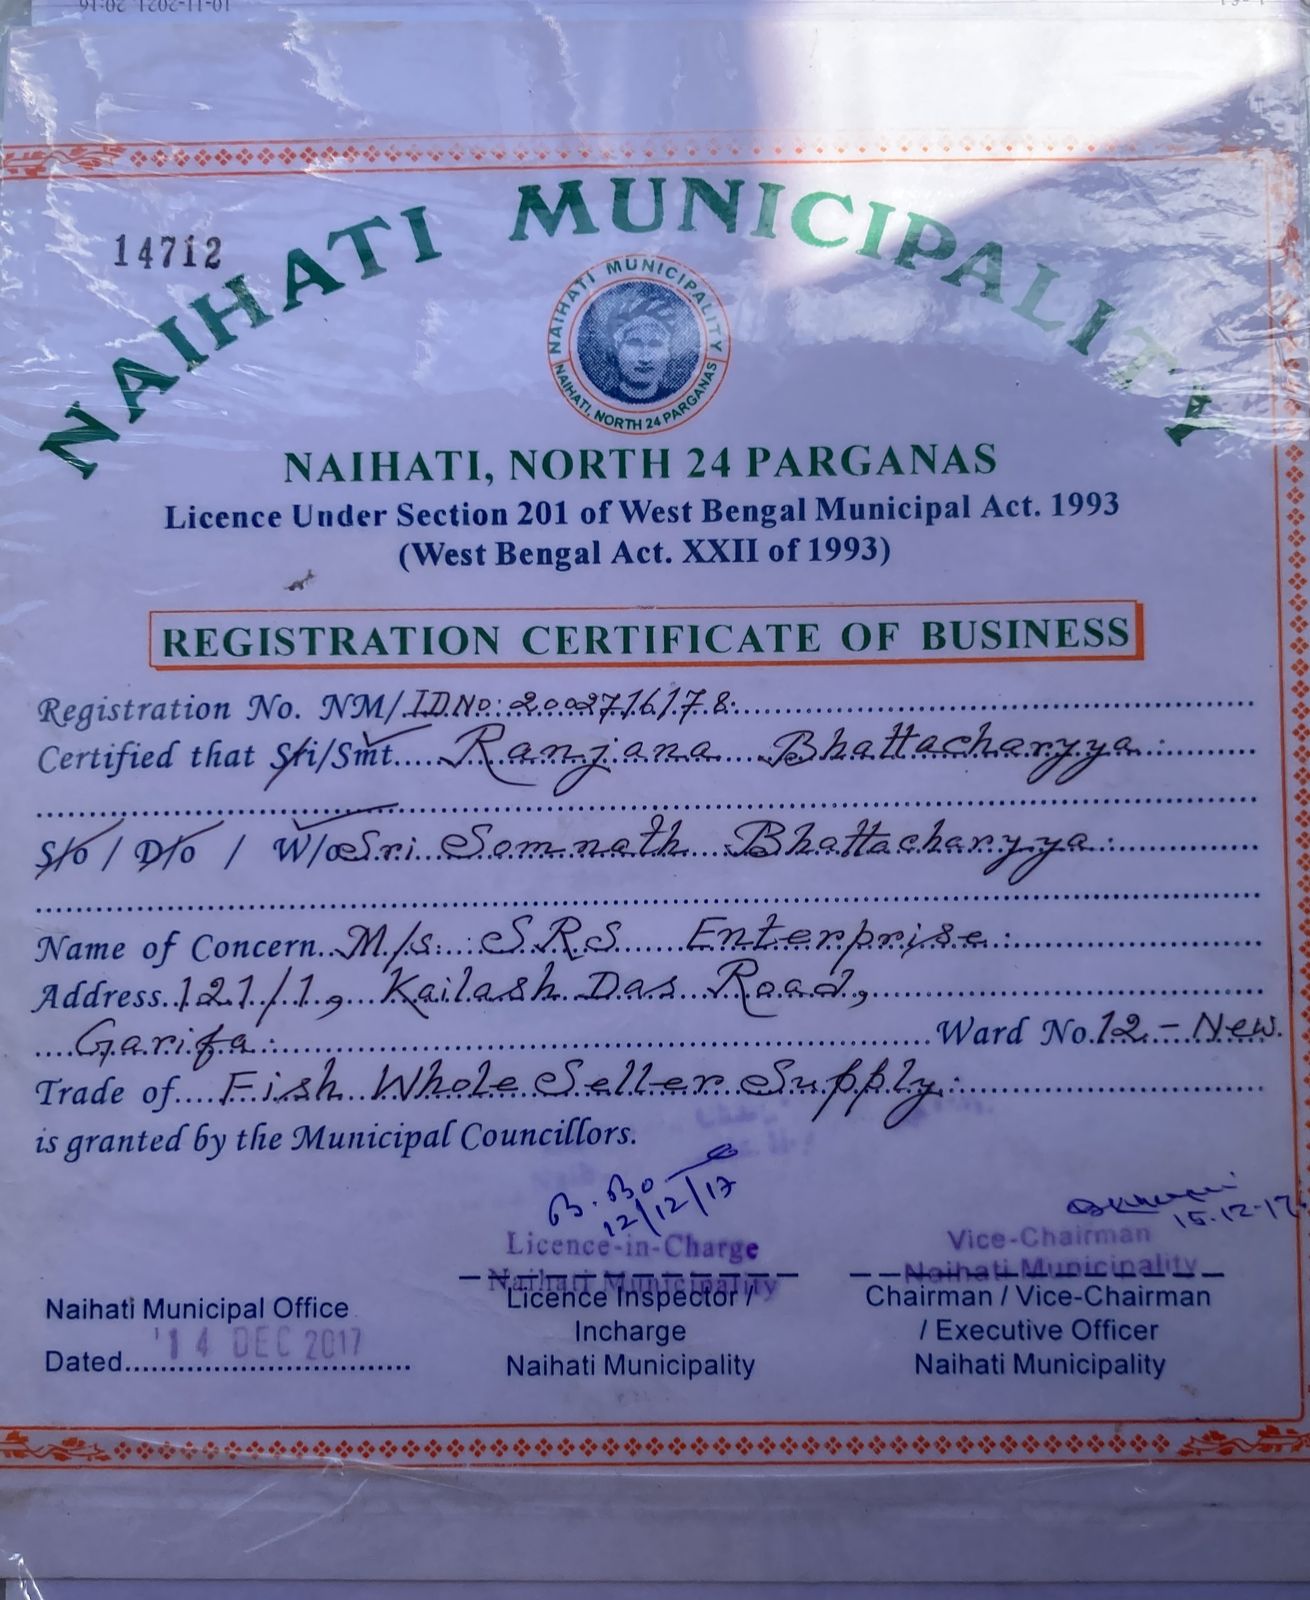 10-11-2021, 20:16
14712
NAIHATI MUNICIPALITY
NAIHATI MUNICIPALITY
NAIHATI, NORTH 24 PARGANAS
NAIHATI, NORTH 24 PARGANAS
Licence Under Section 201 of West Bengal Municipal Act. 1993
(West Bengal Act. XXII of 1993)
REGISTRATION CERTIFICATE OF BUSINESS
Registration No. NM/ID No: 2002716178.
Certified that Sri/Smt..... Ranjana Bhattacharyya
S/o / D/o / W/o Sri Somnath Bhattacharyya
Name of Concern.. M/s. S.R.S Enterprise
Address.. 121/1, Kailash Das Road,
Garifa Ward No. 12 - New.
Trade of.... Fish Whole Seller Supply
is granted by the Municipal Councillors.
12/12/17
15.12.17
Licence-in-Charge
Naihati Municipality
Vice-Chairman
Naihati Municipality
Naihati Municipal Office
14 DEC 2017
Dated
Licence Inspector /
Incharge
Naihati Municipality
Chairman / Vice-Chairman
/ Executive Officer
Naihati Municipality